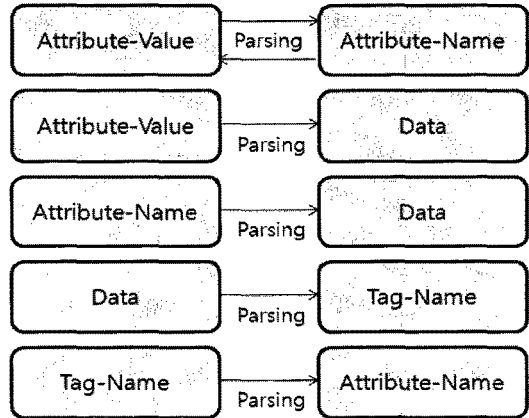 Attribute-Value Parsing Attribute-Name
Attribute-Value Parsing Data
Attribute-Name Parsing Data
Data Parsing Tag-Name
Tag-Name Parsing Attribute-Name